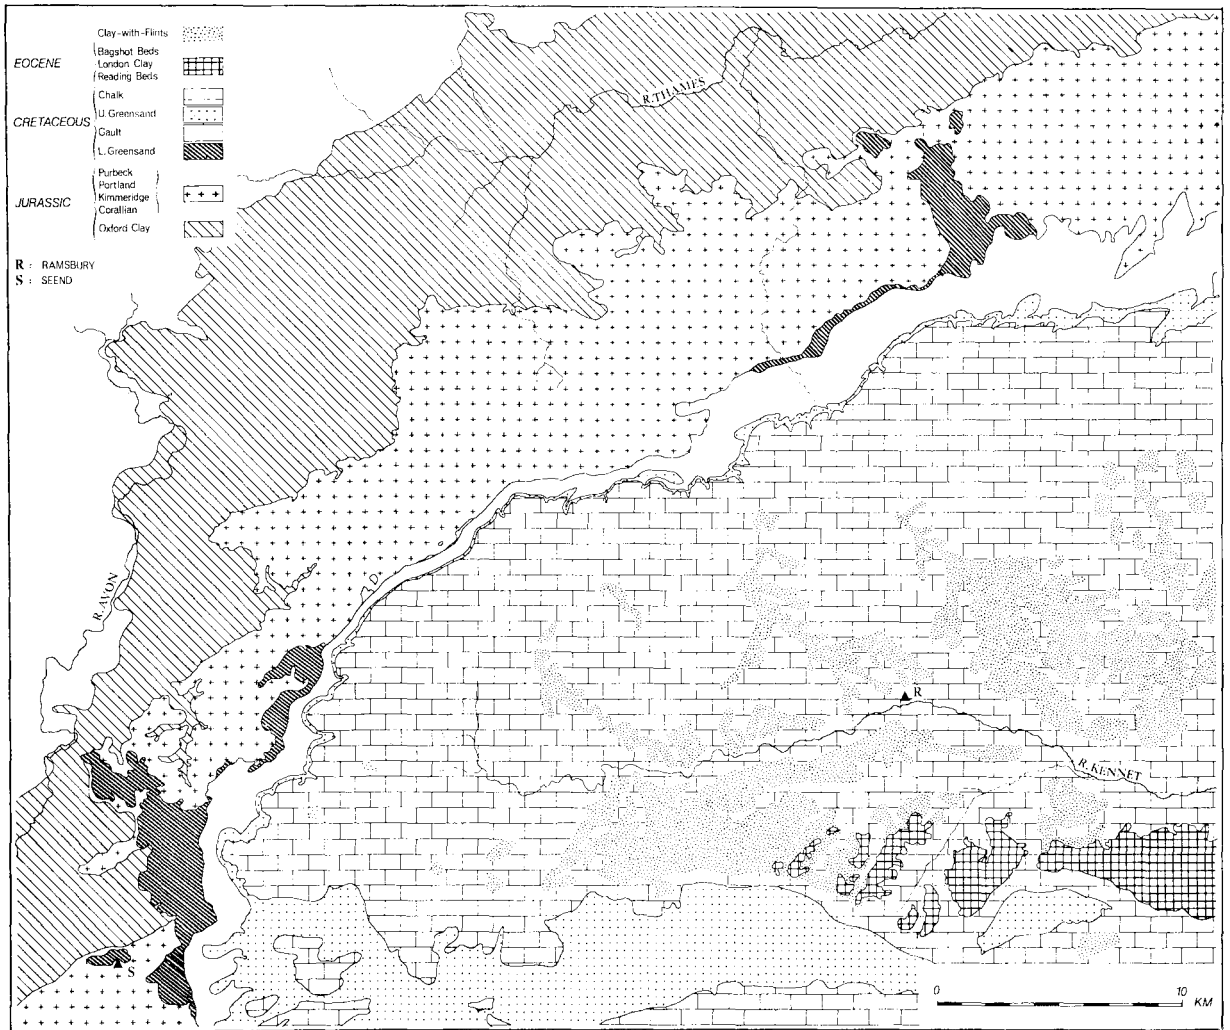 Clay-with-Flints
EOCENE
Bagshot Beds
London Clay
Reading Beds
CRETACEOUS
Chalk
U. Greensand
Gault
L. Greensand
JURASSIC
Purbeck
Portland
Kimmeridge
Corallian
Oxford Clay
R : RAMSBURY
S : SEEND
R. THAMES
R. AVON
R
R. KENNET
S
0 10
KM